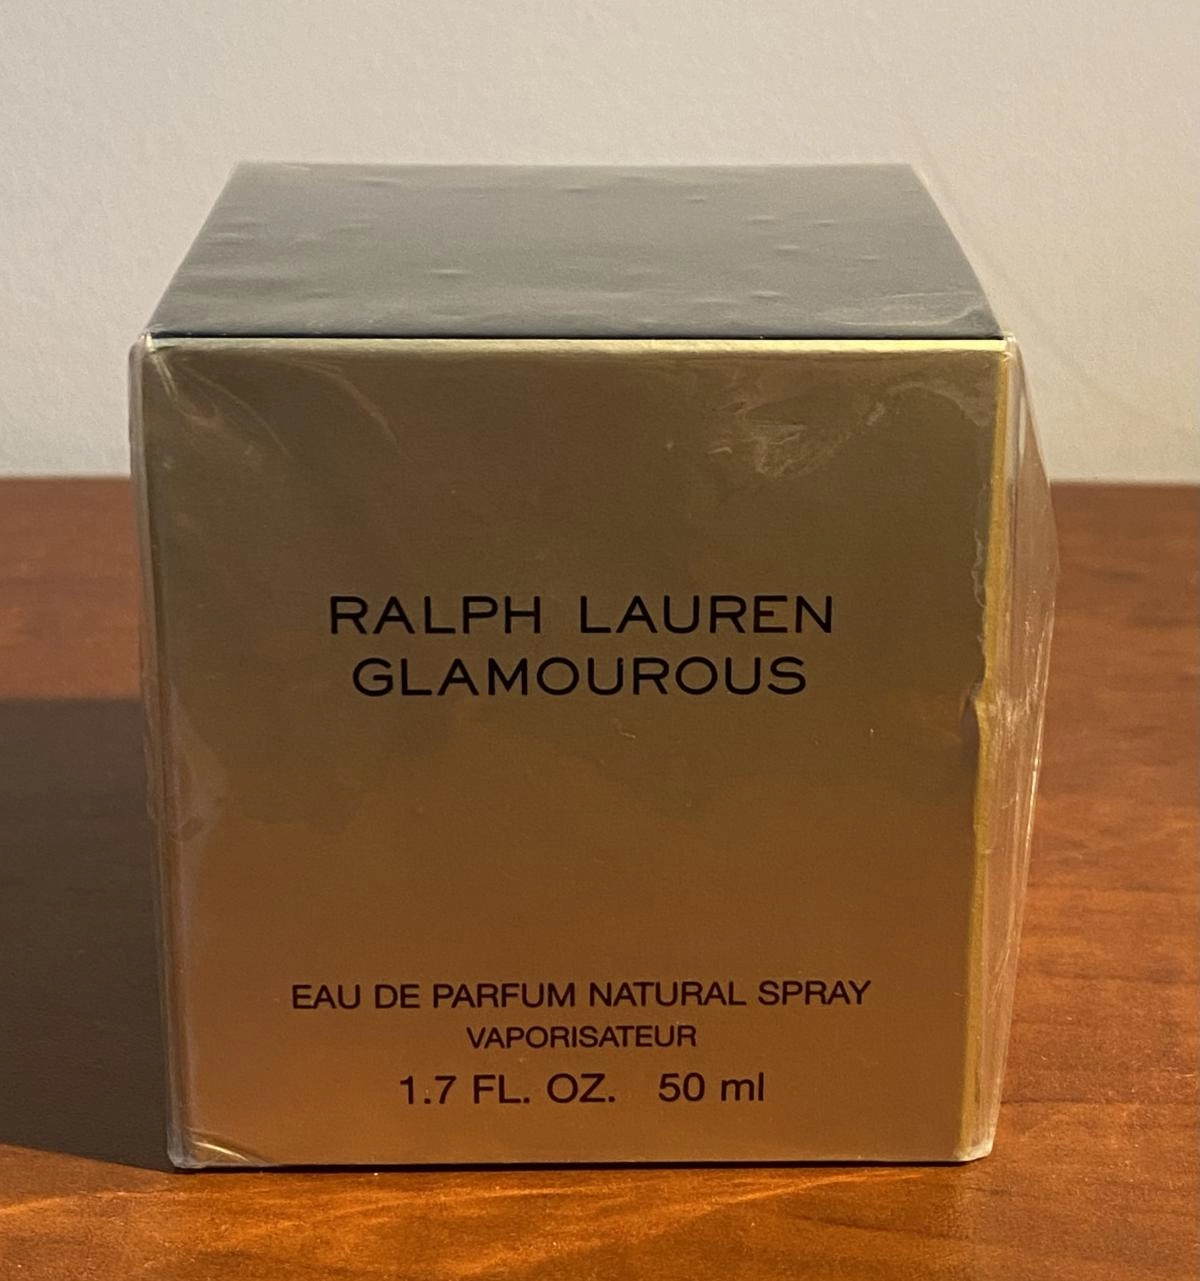 RALPH LAUREN
GLAMOUROUS
EAU DE PARFUM NATURAL SPRAY
VAPORISATEUR
1.7 FL. OZ. 50 ml